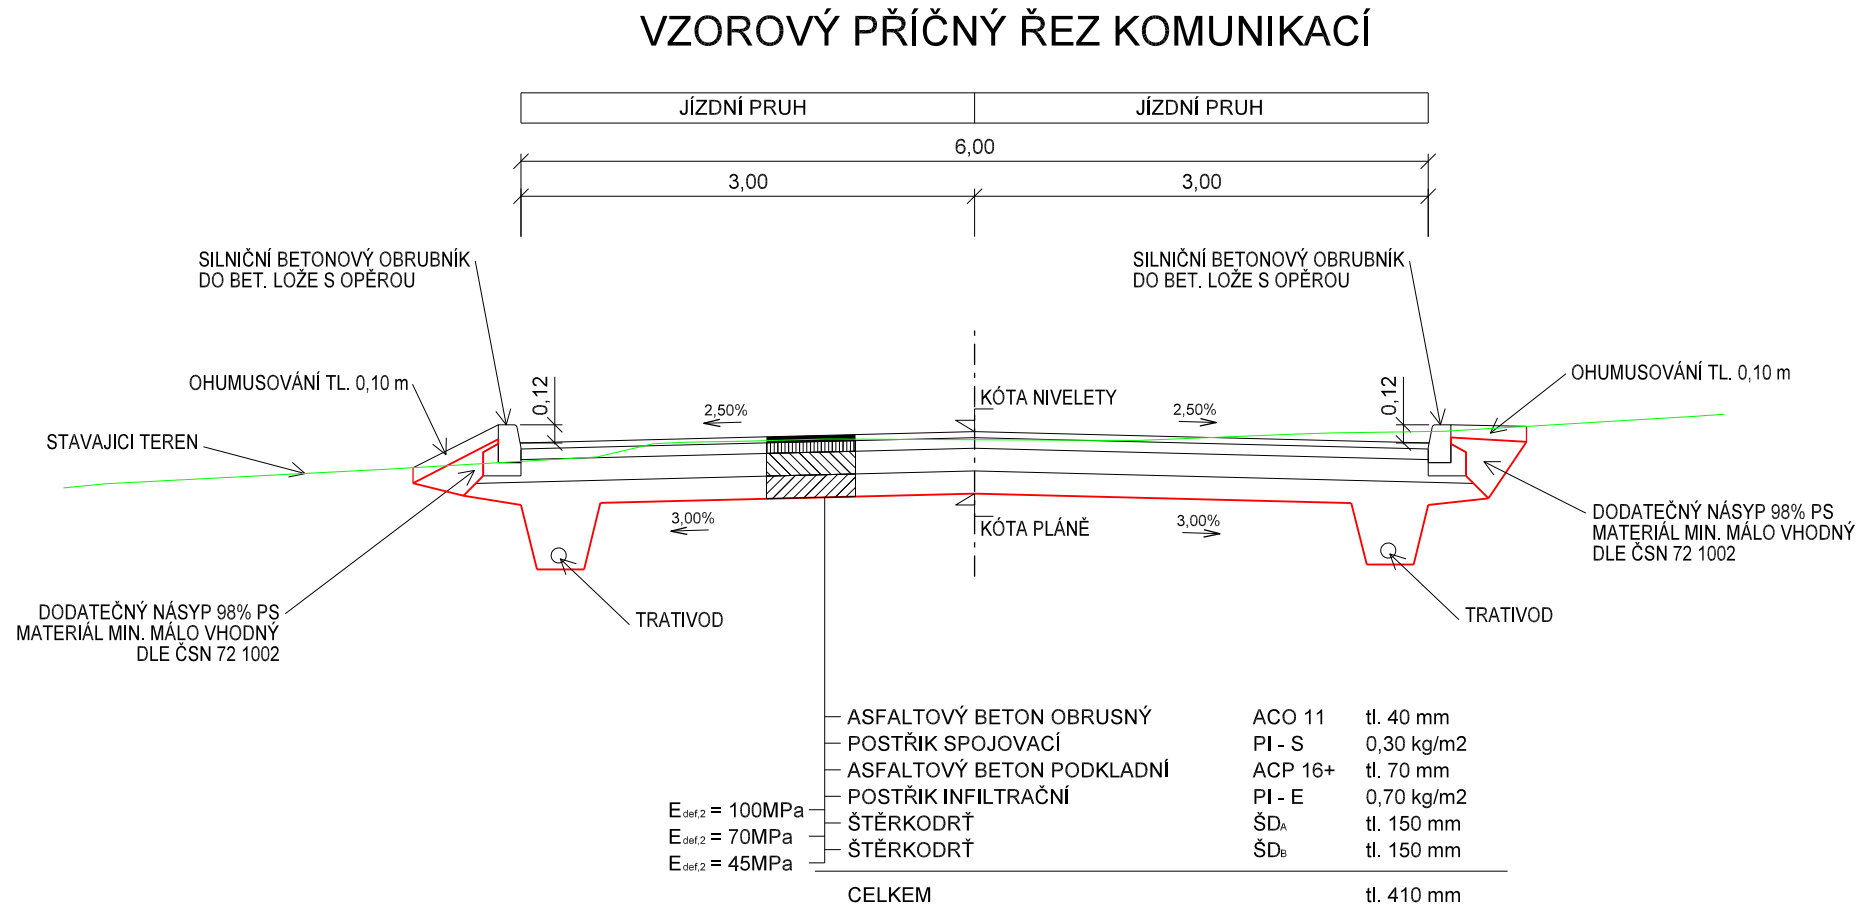 VZOROVÝ PŘÍČNÝ ŘEZ KOMUNIKACÍ
JÍZDNÍ PRUH
JÍZDNÍ PRUH
6,00
3,00
3,00
SILNIČNÍ BETONOVÝ OBRUBNÍK
DO BET. LOŽE S OPĚROU
SILNIČNÍ BETONOVÝ OBRUBNÍK
DO BET. LOŽE S OPĚROU
OHUMUSOVÁNÍ TL. 0,10 m
0,12
2,50%
KÓTA NIVELETY
2,50%
0,12
OHUMUSOVÁNÍ TL. 0,10 m
STAVAJICI TEREN
3,00%
KÓTA PLÁNĚ
3,00%
DODATEČNÝ NÁSYP 98% PS
MATERIÁL MIN. MÁLO VHODNÝ
DLE ČSN 72 1002
DODATEČNÝ NÁSYP 98% PS
MATERIÁL MIN. MÁLO VHODNÝ
DLE ČSN 72 1002
TRATIVOD
TRATIVOD
ASFALTOVÝ BETON OBRUSNÝ ACO 11 tl. 40 mm
POSTŘIK SPOJOVACÍ PI - S 0,30 kg/m2
ASFALTOVÝ BETON PODKLADNÍ ACP 16+ tl. 70 mm
POSTŘIK INFILTRAČNÍ PI - E 0,70 kg/m2
Edef,2 = 100MPa
ŠTĚRKODRŤ ŠDA tl. 150 mm
Edef,2 = 70MPa
ŠTĚRKODRŤ ŠDB tl. 150 mm
Edef,2 = 45MPa
CELKEM tl. 410 mm